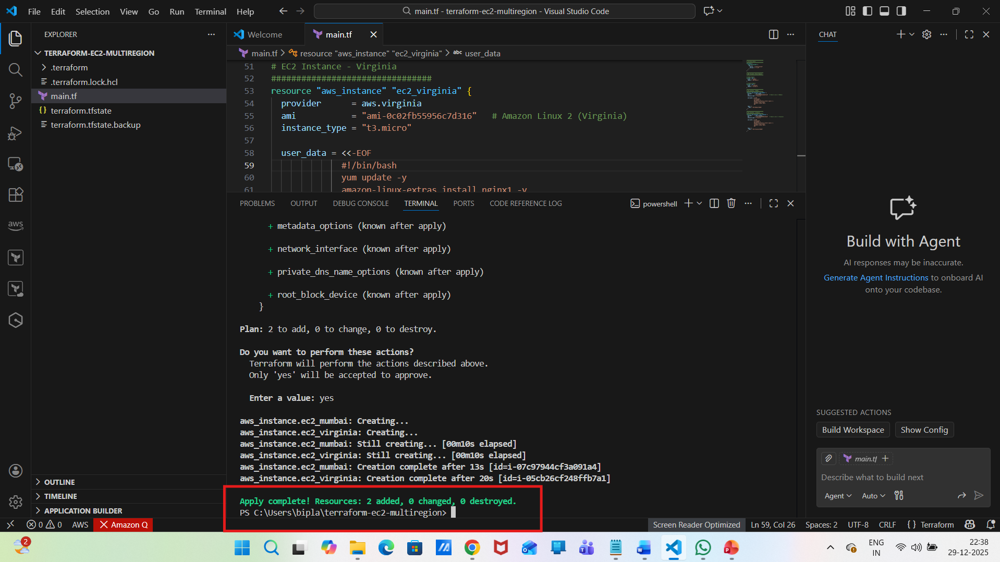 File Edit Selection View Go Run Terminal Help
main.tf - terraform-ec2-multiregion - Visual Studio Code
EXPLORER
TERRAFORM-EC2-MULTIREGION
.terraform
.terraform.lock.hcl
main.tf
{} terraform.tfstate
terraform.tfstate.backup
aws
OUTLINE
TIMELINE
APPLICATION BUILDER
Welcome main.tf
main.tf > resource "aws_instance" "ec2_virginia" > abc user_data
51 # EC2 Instance - Virginia
52 ################################
53 resource "aws_instance" "ec2_virginia" {
54 provider = aws.virginia
55 ami = "ami-0c02fb55956c7d316" # Amazon Linux 2 (Virginia)
56 instance_type = "t3.micro"
57
58 user_data = <<-EOF
59 #!/bin/bash
60 yum update -y
61 amazon-linux-extras install nginx1 -y
PROBLEMS OUTPUT DEBUG CONSOLE TERMINAL PORTS CODE REFERENCE LOG
powershell
+ metadata_options (known after apply)
+ network_interface (known after apply)
+ private_dns_name_options (known after apply)
+ root_block_device (known after apply)
}
Plan: 2 to add, 0 to change, 0 to destroy.
Do you want to perform these actions?
Terraform will perform the actions described above.
Only 'yes' will be accepted to approve.
Enter a value: yes
aws_instance.ec2_mumbai: Creating...
aws_instance.ec2_virginia: Creating...
aws_instance.ec2_mumbai: Still creating... [00m10s elapsed]
aws_instance.ec2_virginia: Still creating... [00m10s elapsed]
aws_instance.ec2_mumbai: Creation complete after 13s [id=i-07c97944cf3a091a4]
aws_instance.ec2_virginia: Creation complete after 20s [id=i-05cb26cf248ffb7a1]
Apply complete! Resources: 2 added, 0 changed, 0 destroyed.
PS C:\Users\bipla\terraform-ec2-multiregion>
CHAT
Build with Agent
AI responses may be inaccurate.
Generate Agent Instructions to onboard AI
onto your codebase.
SUGGESTED ACTIONS
Build Workspace Show Config
main.tf
Describe what to build next
Agent Auto
0 0 AWS Amazon Q
Screen Reader Optimized Ln 59, Col 26 Spaces: 2 UTF-8 CRLF {} Terraform
2
ENG
IN
22:38
29-12-2025